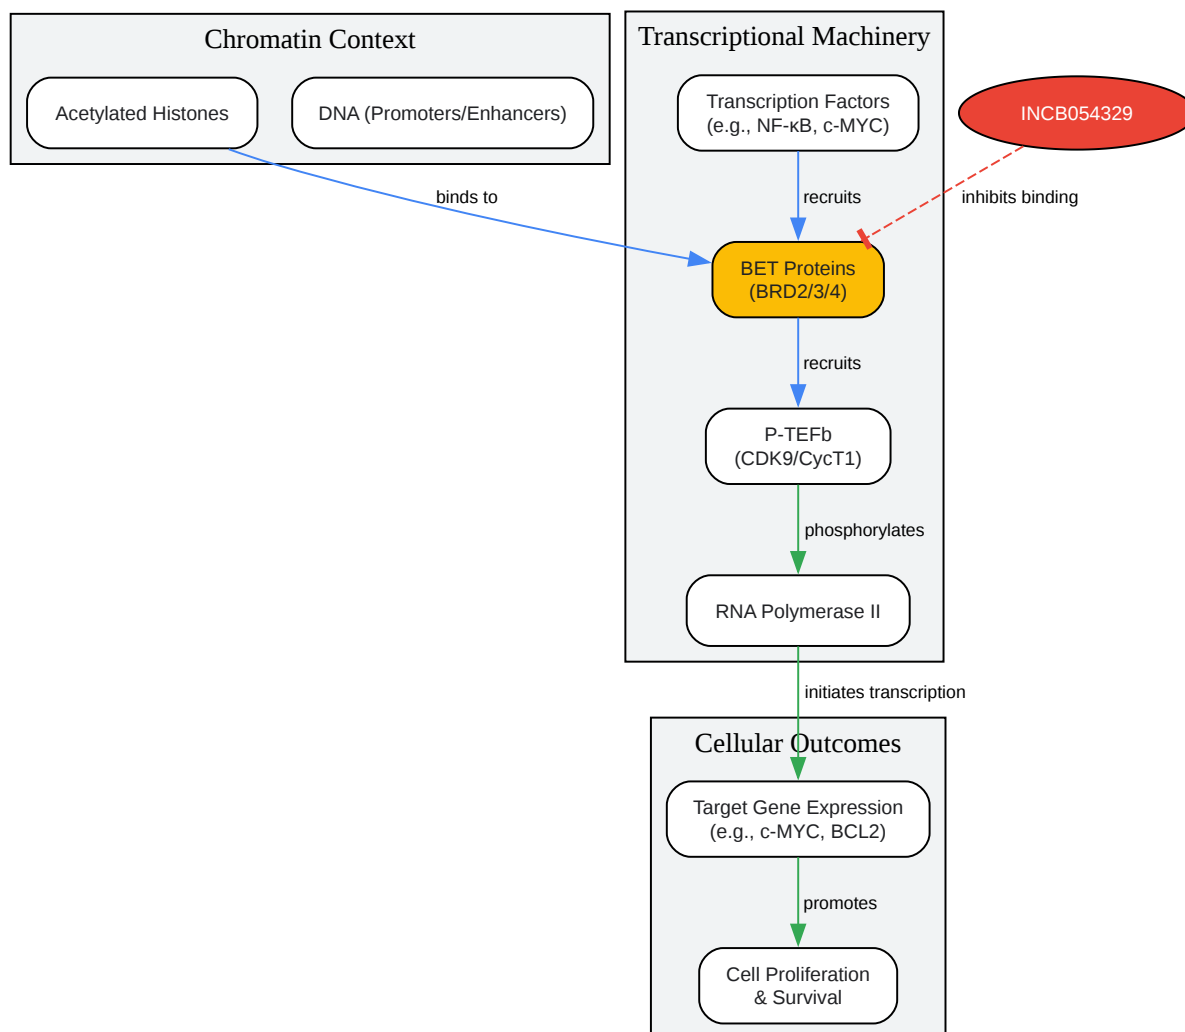 Chromatin Context
Acetylated Histones
DNA (Promoters/Enhancers)
Transcriptional Machinery
Transcription Factors
(e.g., NF-κB, c-MYC)
INCB054329
binds to
recruits
inhibits binding
BET Proteins
(BRD2/3/4)
recruits
P-TEFb
(CDK9/CycT1)
phosphorylates
RNA Polymerase II
initiates transcription
Cellular Outcomes
Target Gene Expression
(e.g., c-MYC, BCL2)
promotes
Cell Proliferation
& Survival